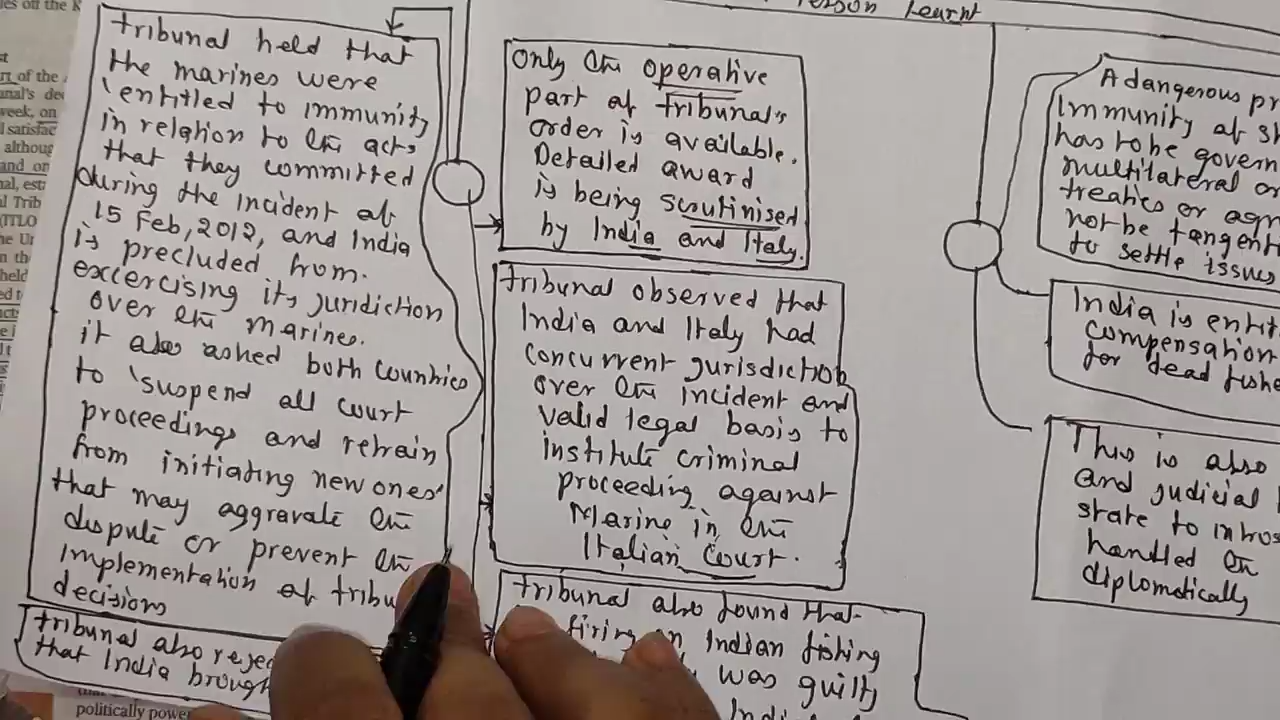 Person learnt
tribunal held that
the marines were
'entitled to immunity
in relation to the acts
that they committed
during the incident of
15 Feb, 2012, and India
is precluded from.
excercising its juridiction
over the marines.
it also asked both countries
to 'suspend all court
proceedings and refrain
from initiating new ones'
that may aggravate the
dispute or prevent the
implementation of tribu
decisions
tribunal also rejec
that India brough
Only the operative
part of Tribunal's
order is available.
Detailed award
is being scrutinised
by India and Italy.
tribunal observed that
India and Italy had
concurrent jurisdiction
over the incident and
valid legal basis to
institute criminal
proceeding against
Marine in the
Italian Court.
tribunal also found that
firing on Indian fishing
was guilty
A dangerous pr
Immunity of st
has to be govern
multilateral or
treaties or agr
not be tangent
to settle issues
India is entit
compensation
for dead fishe
This is also
and judicial
state to intros
handled the
diplomatically
politically power